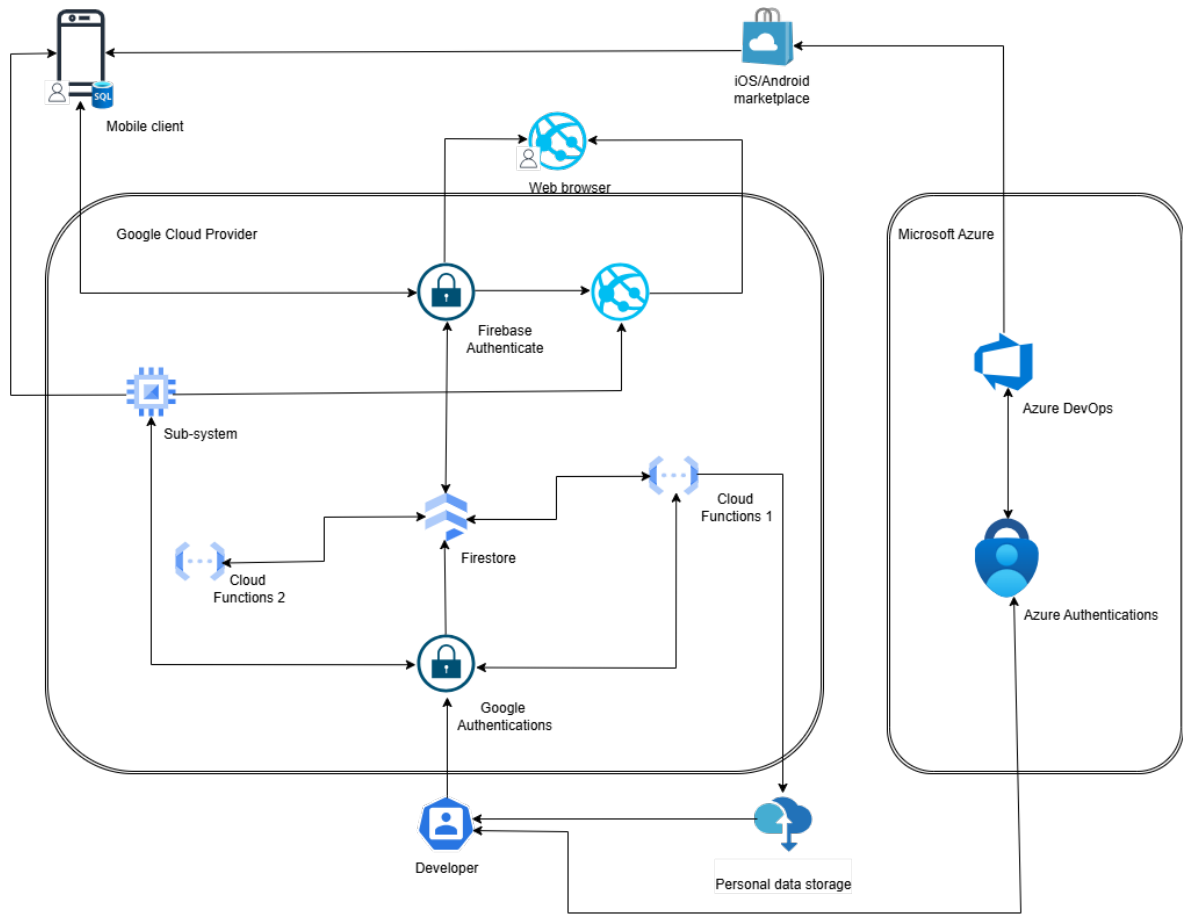 SQL
Mobile client
iOS/Android
marketplace
Web browser
Google Cloud Provider
Microsoft Azure
Firebase
Authenticate
Azure DevOps
Sub-system
Cloud
Functions 1
Firestore
Cloud
Functions 2
Azure Authentications
Google
Authentications
Developer
Personal data storage